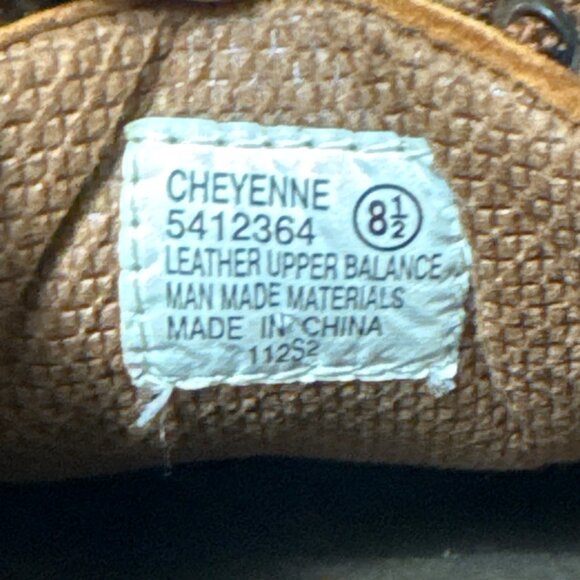 CHEYENNE
5412364 8½
LEATHER UPPER BALANCE
MAN MADE MATERIALS
MADE IN CHINA
112S2